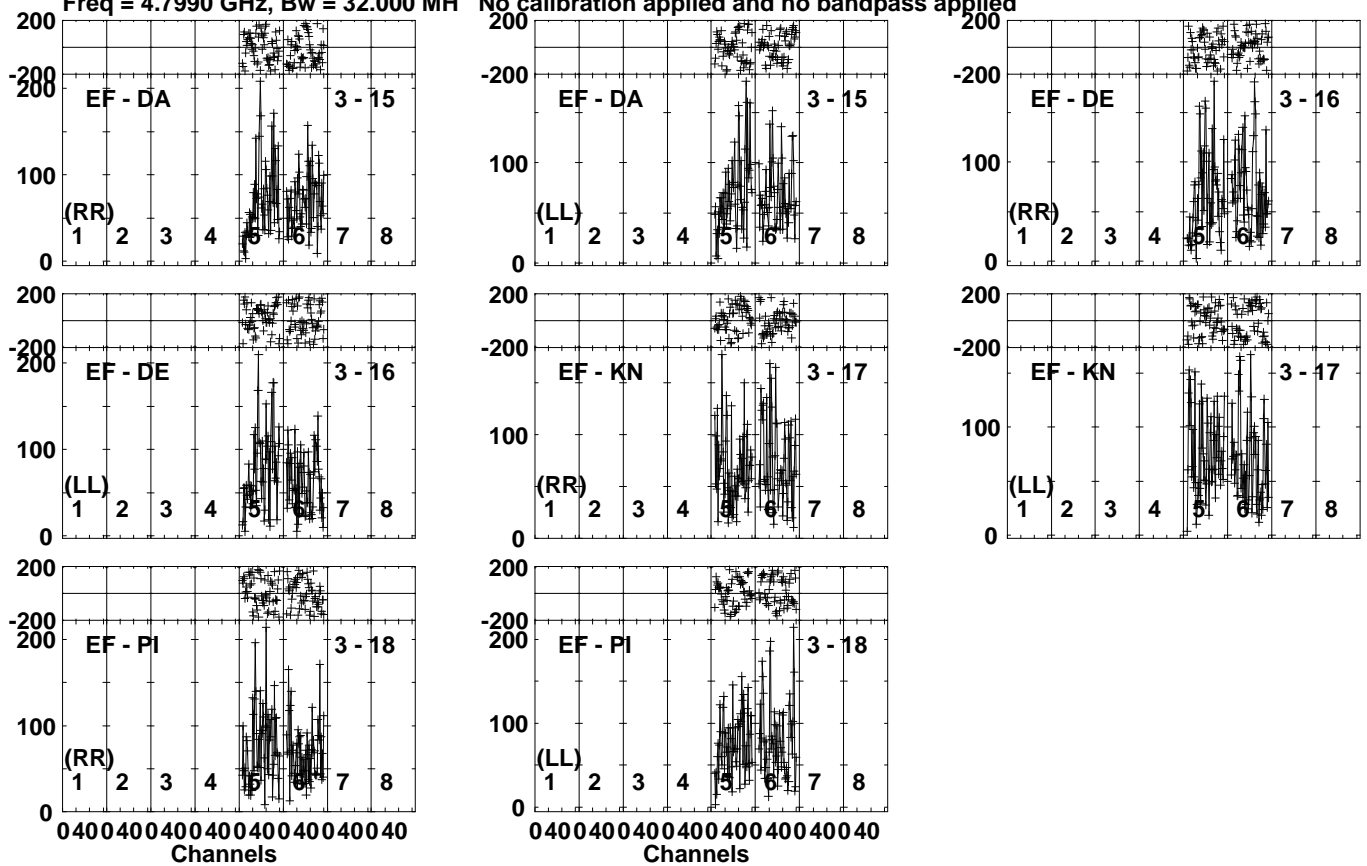 Freq = 4.7990 GHz, Bw = 32.000 MH No calibration applied and no bandpass applied
200
-200
200
EF - DA 3 - 15
100
(RR)
1 2 3 4 5 6 7 8
0
200
-200
EF - DA 3 - 15
100
(LL)
1 2 3 4 5 6 7 8
0
200
-200
EF - DE 3 - 16
100
(RR)
1 2 3 4 5 6 7 8
0
200
-200
200
EF - DE 3 - 16
100
(LL)
1 2 3 4 5 6 7 8
0
200
-200
EF - KN 3 - 17
100
(RR)
1 2 3 4 5 6 7 8
0
200
-200
EF - KN 3 - 17
100
(LL)
1 2 3 4 5 6 7 8
0
200
-200
200
EF - PI 3 - 18
100
(RR)
1 2 3 4 5 6 7 8
0
0 40 0 40 0 40 0 40 0 40 0 40 0 40 0 40
Channels
200
-200
200
EF - PI 3 - 18
100
(LL)
1 2 3 4 5 6 7 8
0
0 40 0 40 0 40 0 40 0 40 0 40 0 40 0 40
Channels